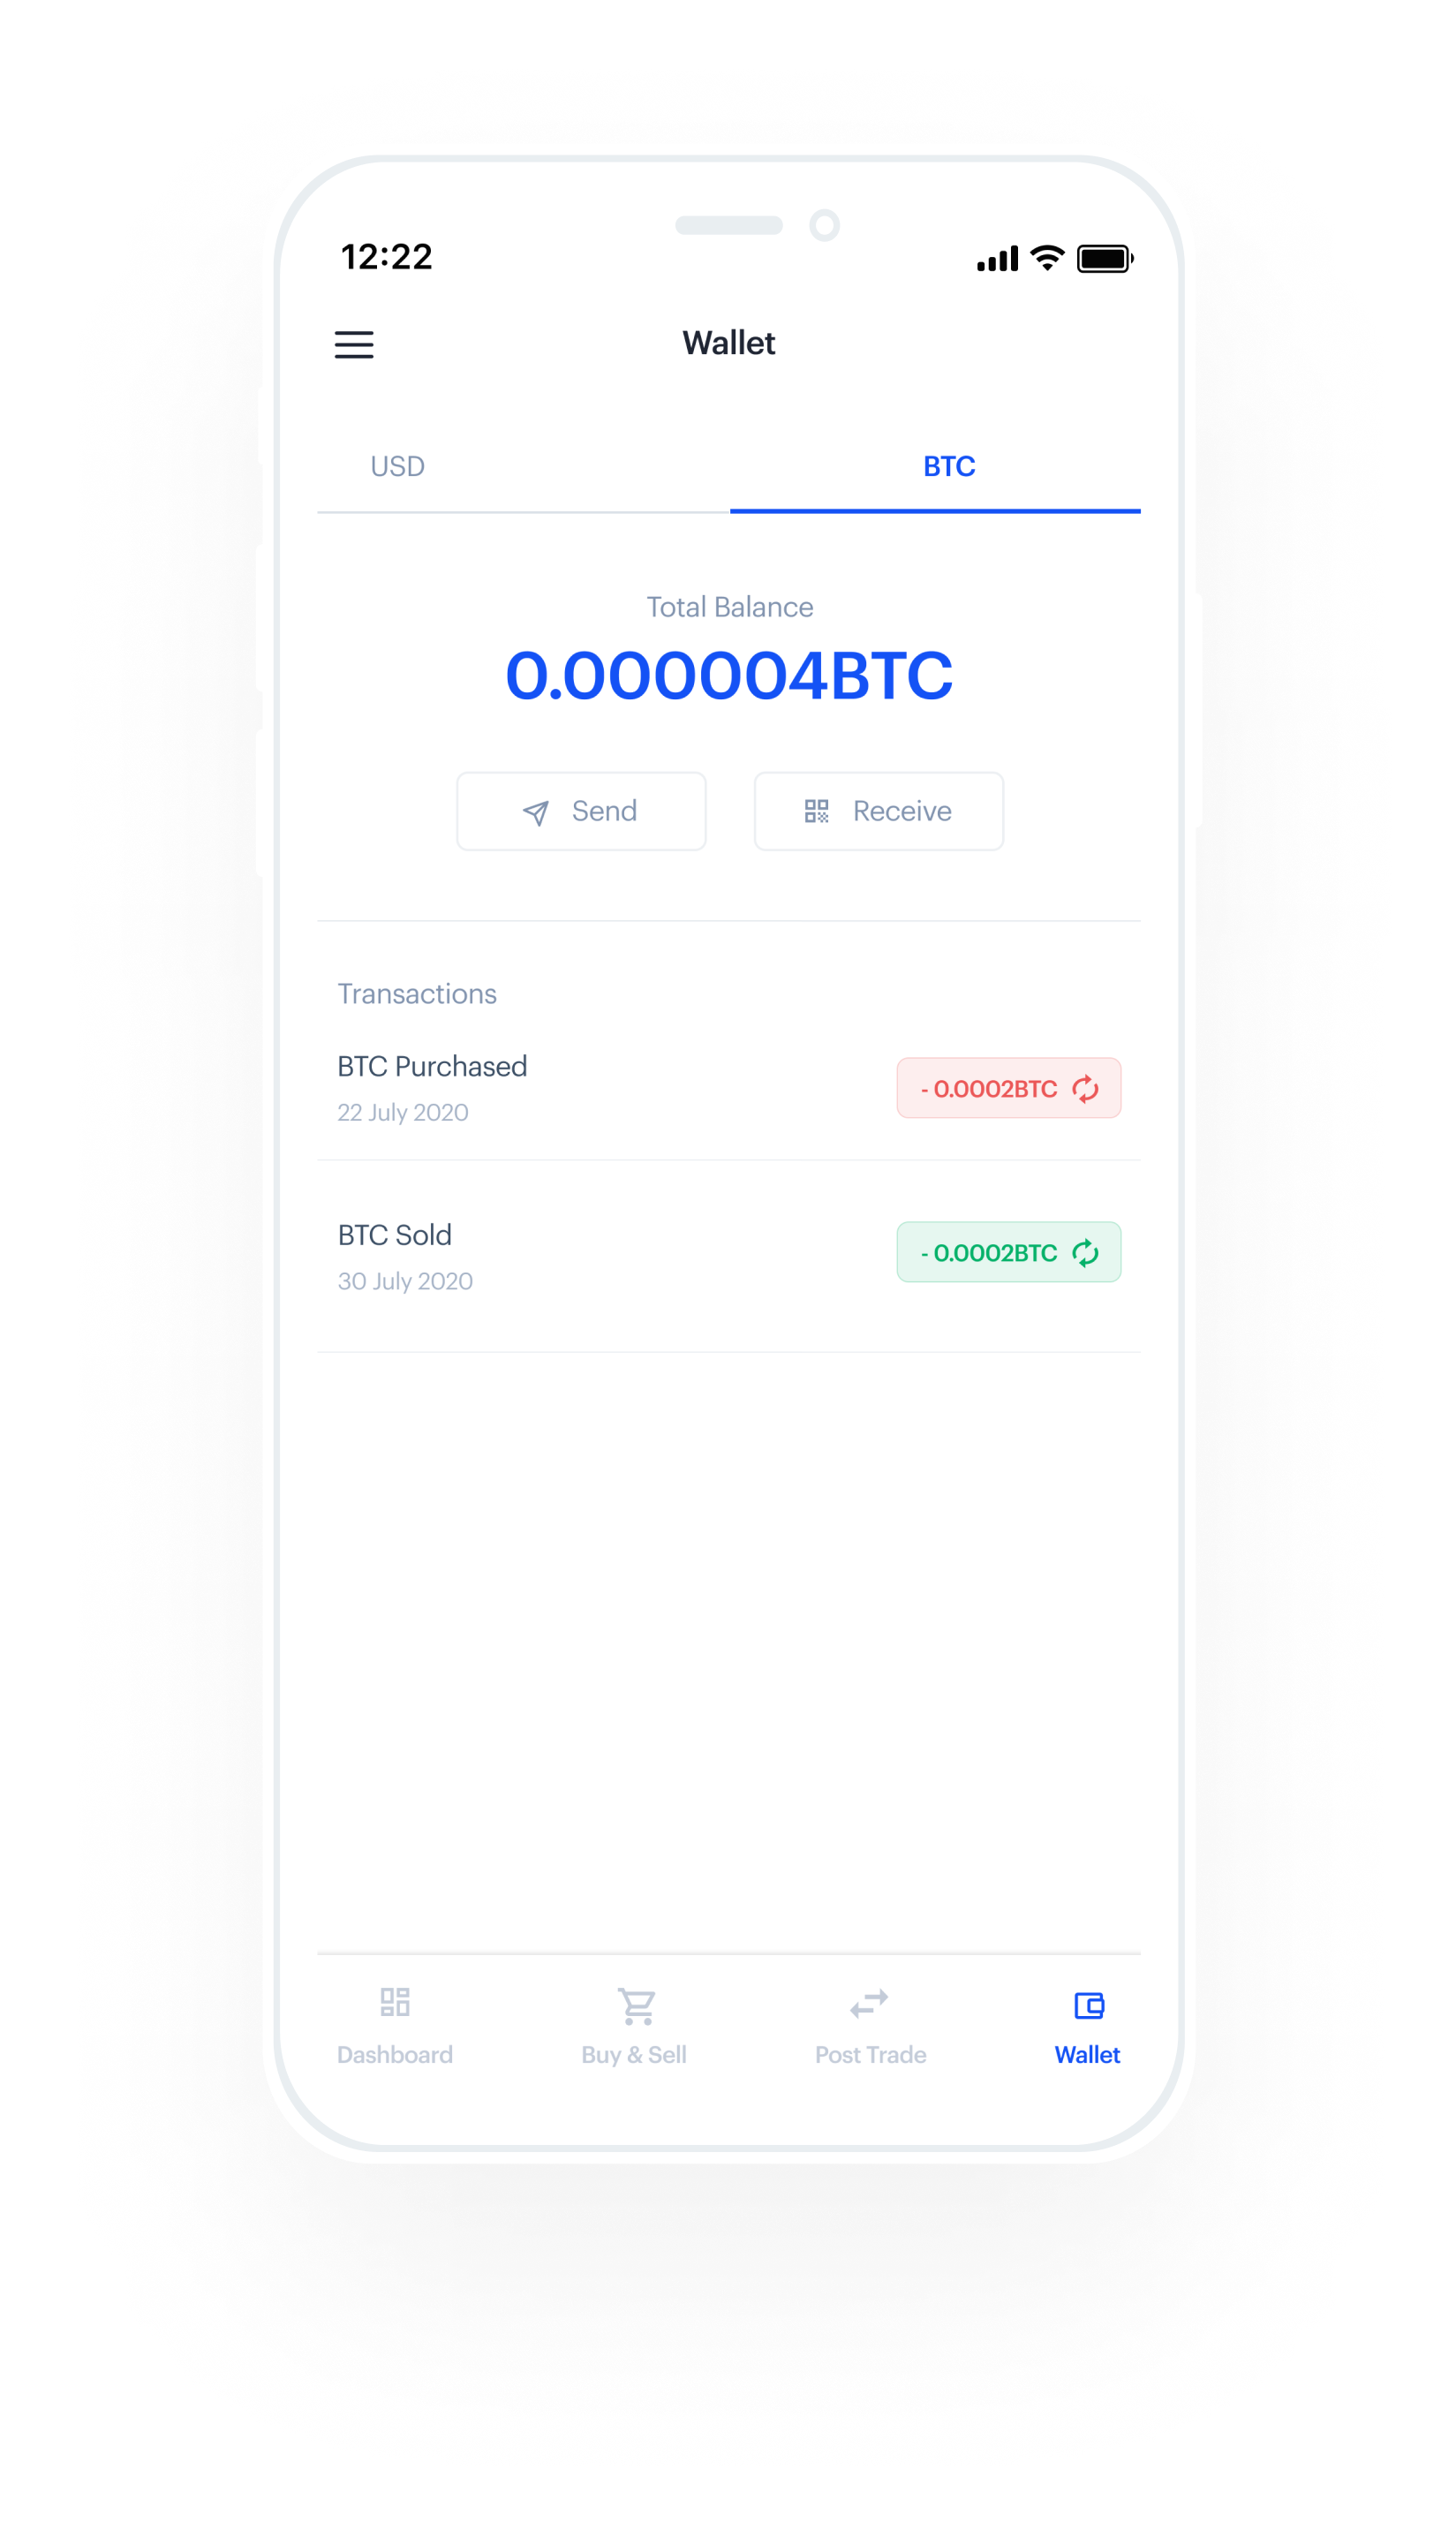 12:22
Wallet
USD
BTC
Total Balance
0.000004BTC
Send
Receive
Transactions
BTC Purchased
- 0.0002BTC
22 July 2020
BTC Sold
- 0.0002BTC
30 July 2020
Dashboard
Buy & Sell
Post Trade
Wallet